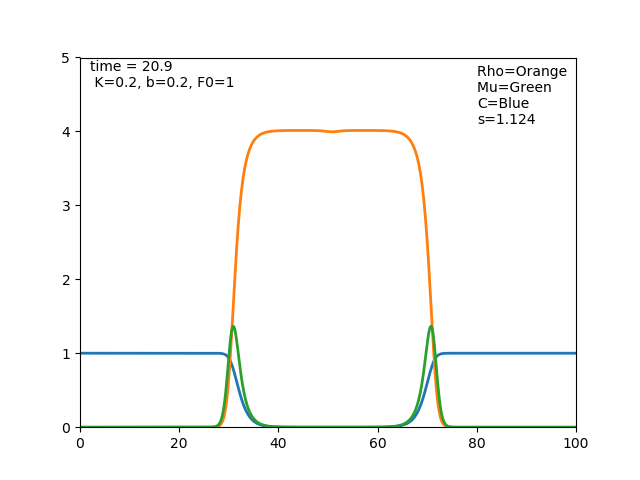 time = 20.9
K=0.2, b=0.2, F0=1
Rho=Orange
Mu=Green
C=Blue
s=1.124
5
4
3
2
1
0
0 20 40 60 80 100